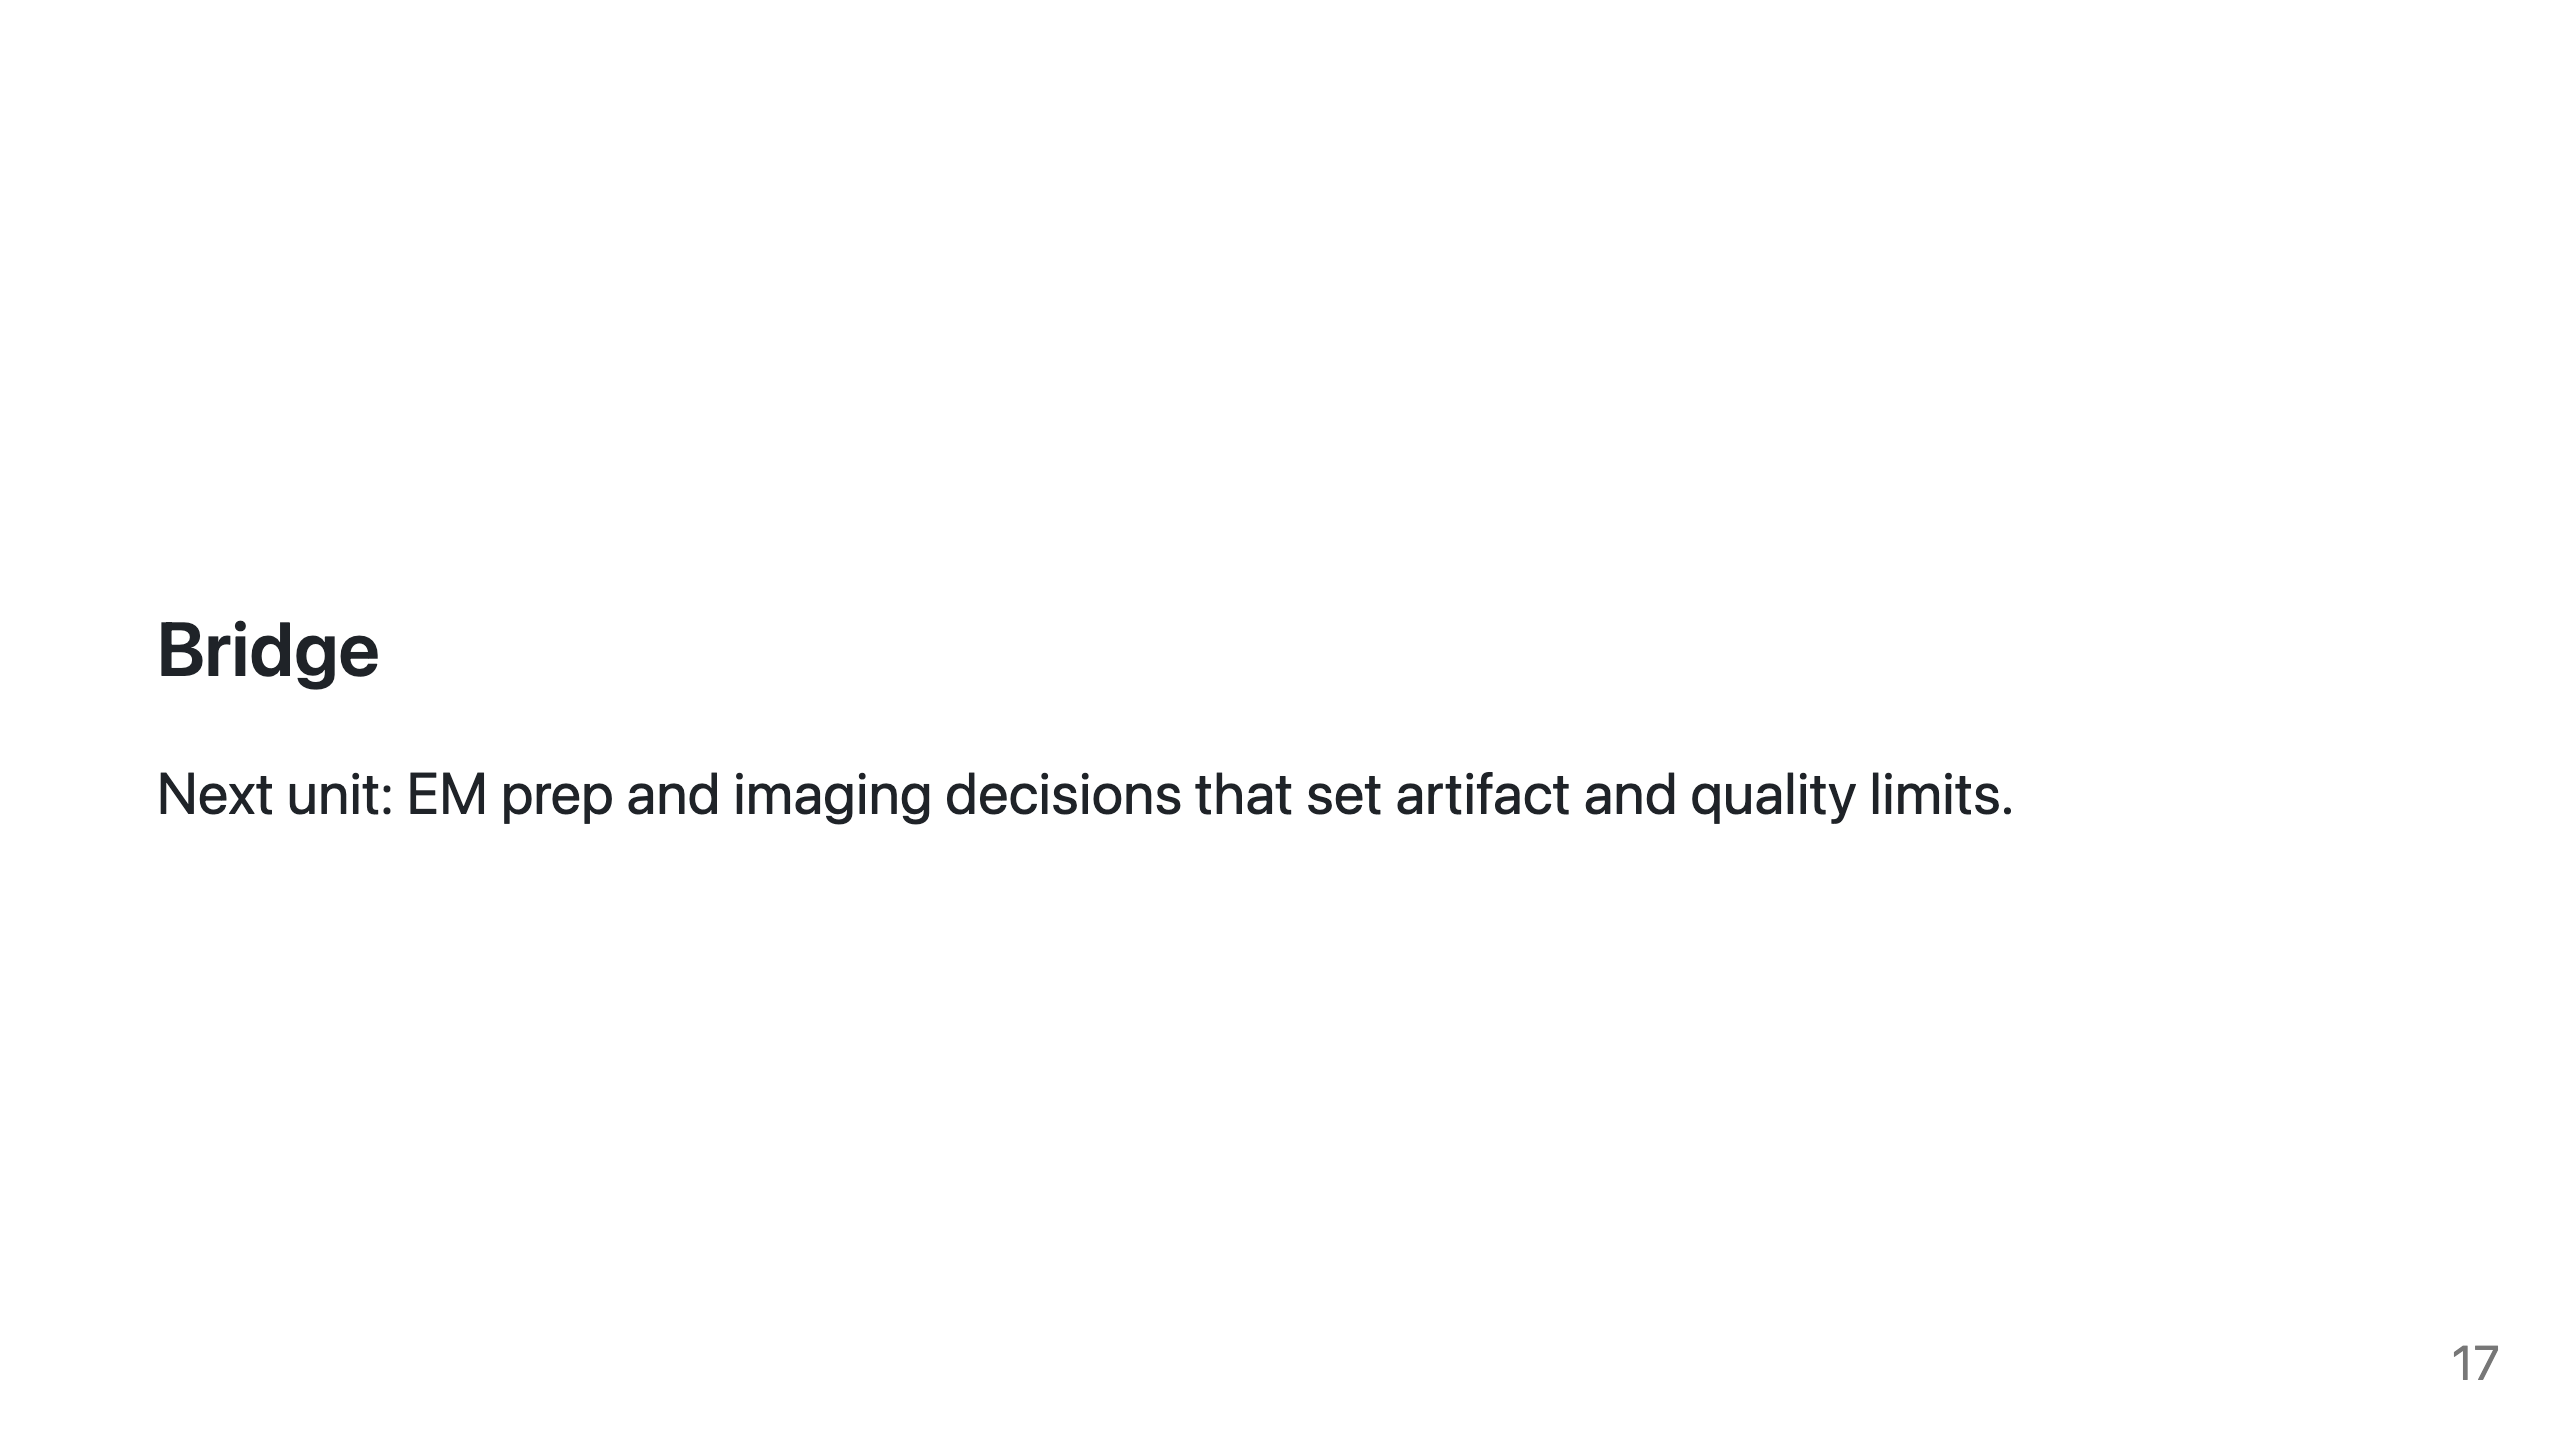 Bridge
Next unit: EM prep and imaging decisions that set artifact and quality limits.
17